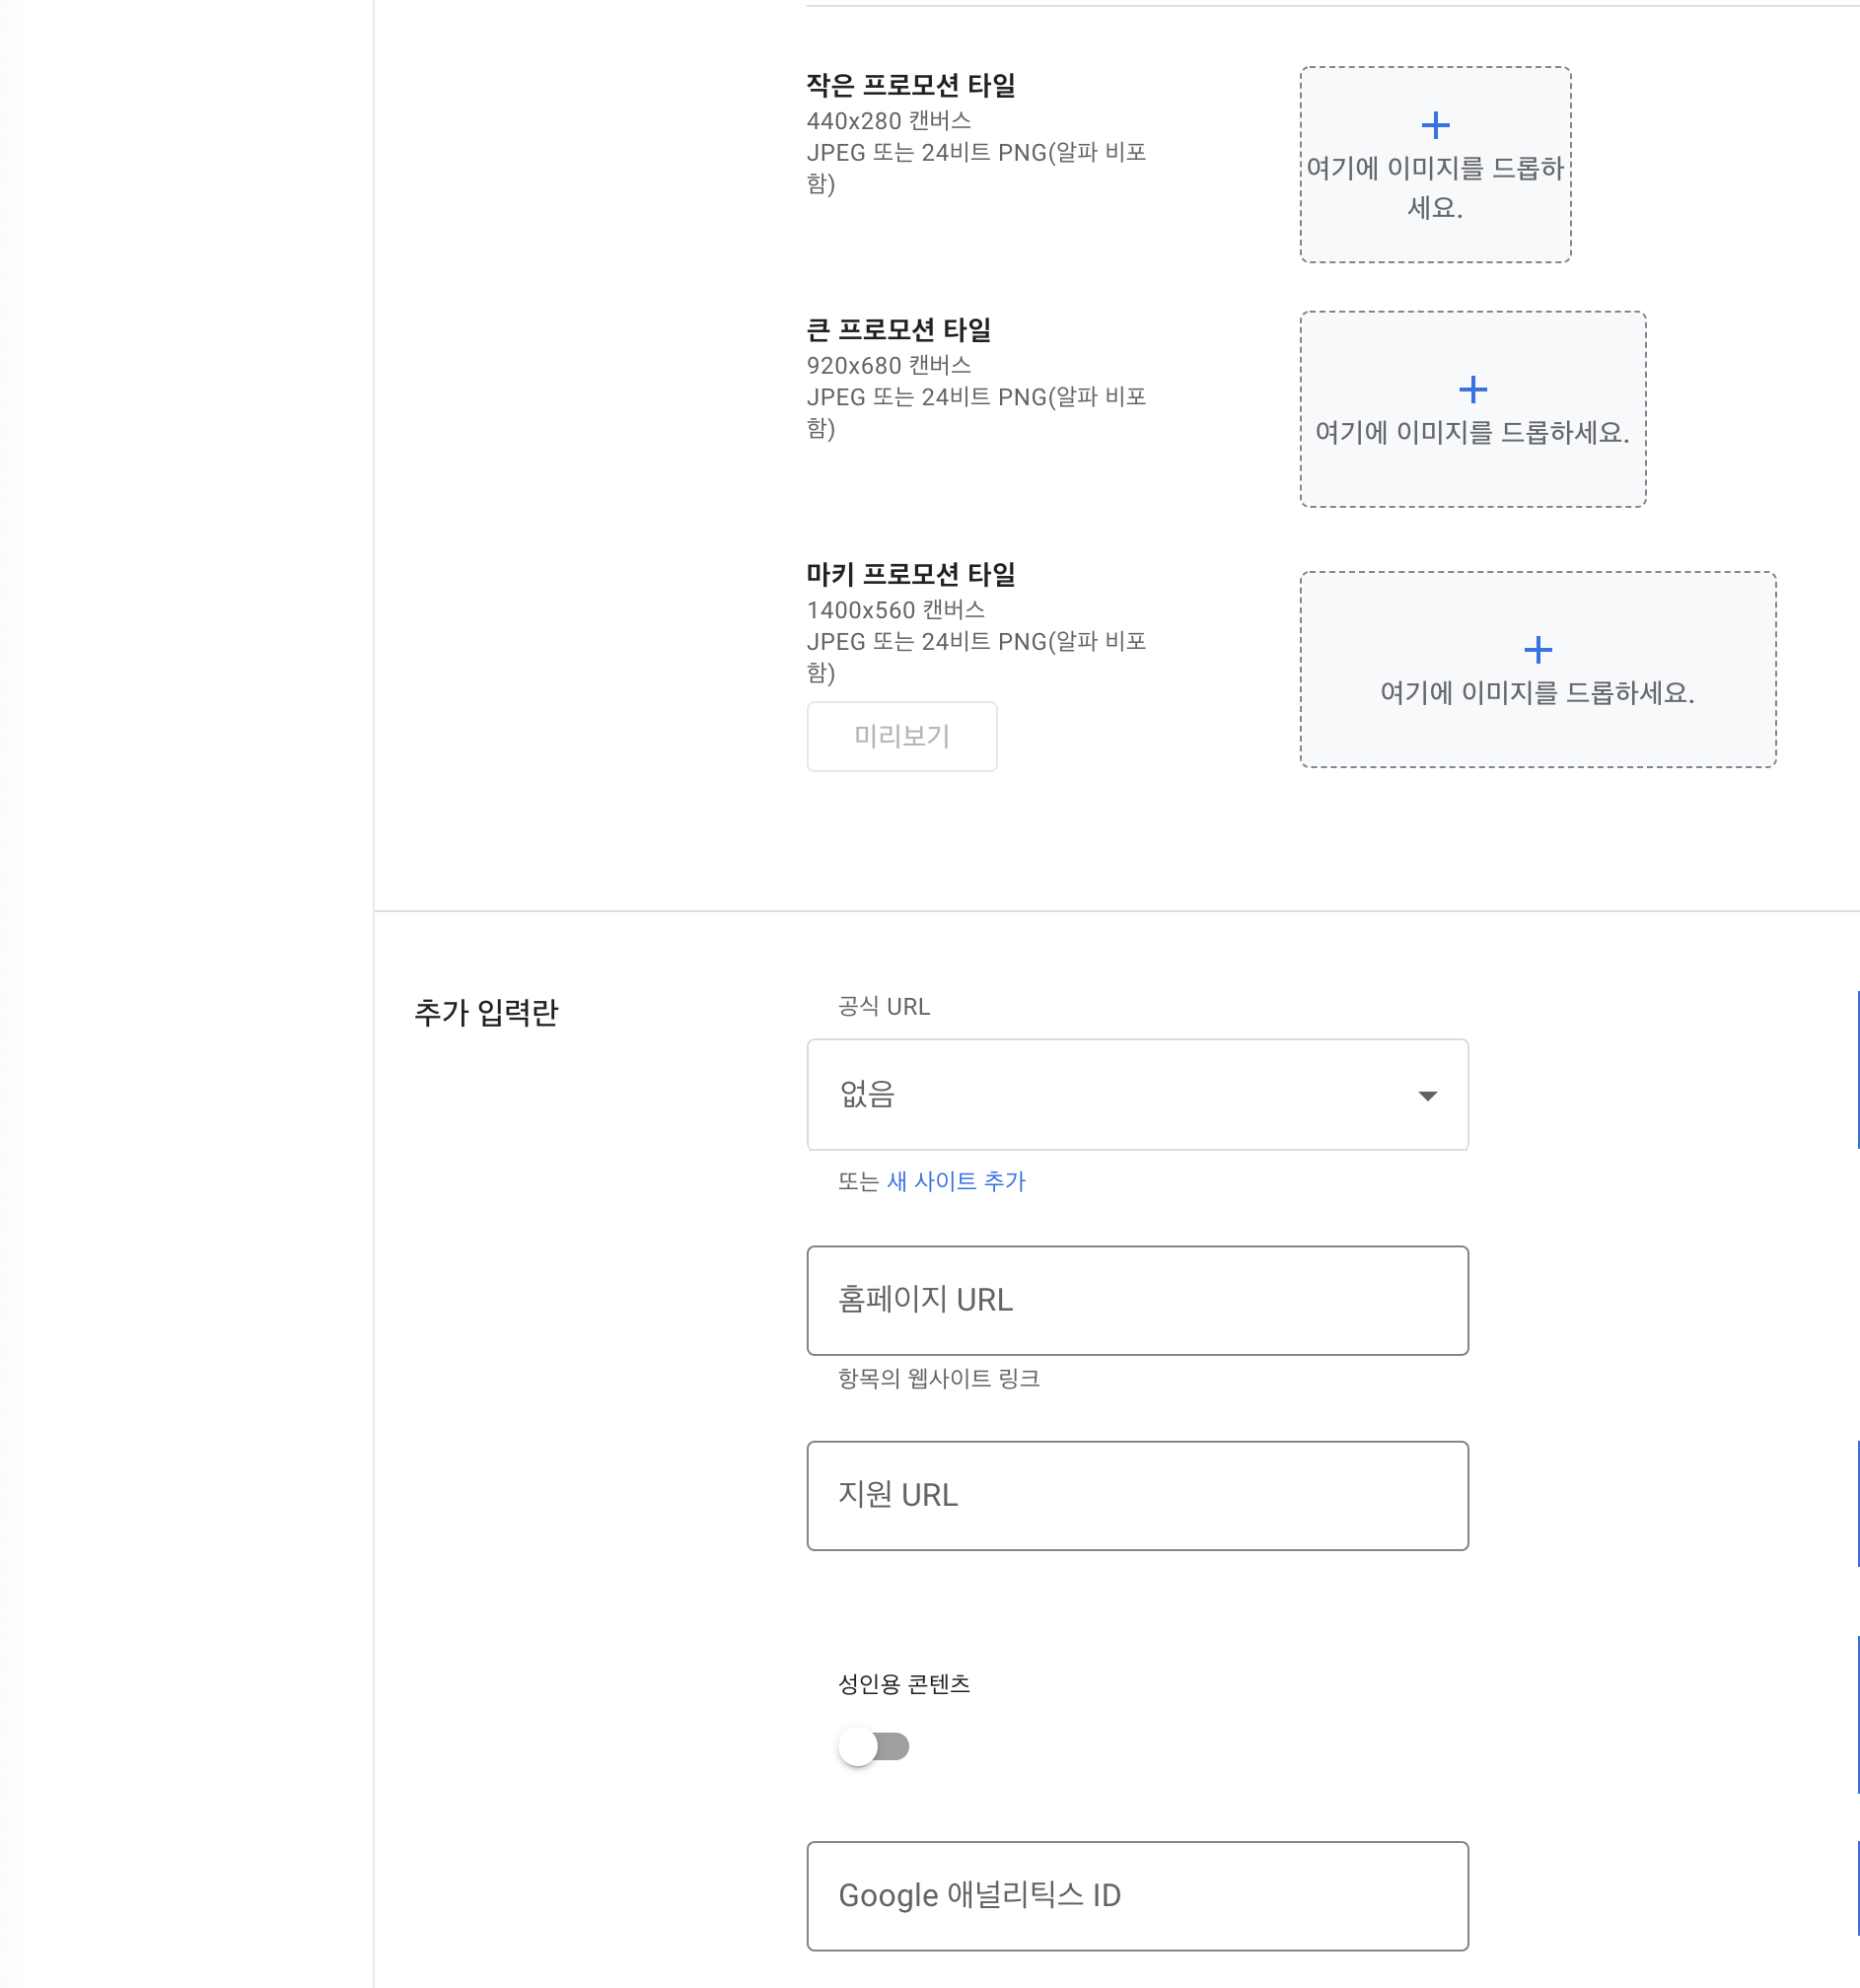 작은 프로모션 타일
440x280 캔버스
JPEG 또는 24비트 PNG(알파 비포
함)
여기에 이미지를 드롭하
세요.
큰 프로모션 타일
920x680 캔버스
JPEG 또는 24비트 PNG(알파 비포
함)
여기에 이미지를 드롭하세요.
마키 프로모션 타일
1400x560 캔버스
JPEG 또는 24비트 PNG(알파 비포
함)
미리보기
여기에 이미지를 드롭하세요.
추가 입력란
공식 URL
없음
또는 새 사이트 추가
홈페이지 URL
항목의 웹사이트 링크
지원 URL
성인용 콘텐츠
Google 애널리틱스 ID